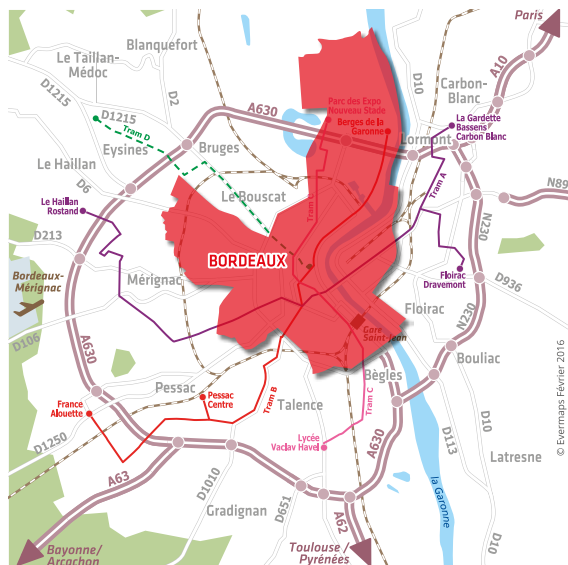 Paris
Blanquefort
Le Taillan-
Médoc
D1215
D2
D1215
A630
D10
A10
Carbon-
Blanc
Parc des Expo
Nouveau Stade
Berges de la
Garonne
La Gardette
Bassens
Carbon Blanc
Tram D
Eysines
Bruges
Lormont
Le Haillan
D6
Le Bouscat
Tram C
Tram A
N89
Le Haillan
Rostand
N230
D213
BORDEAUX
Floirac
Dravemont
Bordeaux-
Mérignac
Mérignac
D936
D106
Floirac
N230
Gare
Saint-Jean
A630
Bouliac
Pessac
Bègles
France
Alouette
Pessac
Centre
Tram B
Talence
Tram C
D1250
Lycée
Vaclav Havel
A630
D113
D10
Latresne
A63
D1010
D651
la Garonne
Gradignan
A62
D10
Bayonne/
Arcachon
Toulouse /
Pyrénées
© Evermaps Février 2016